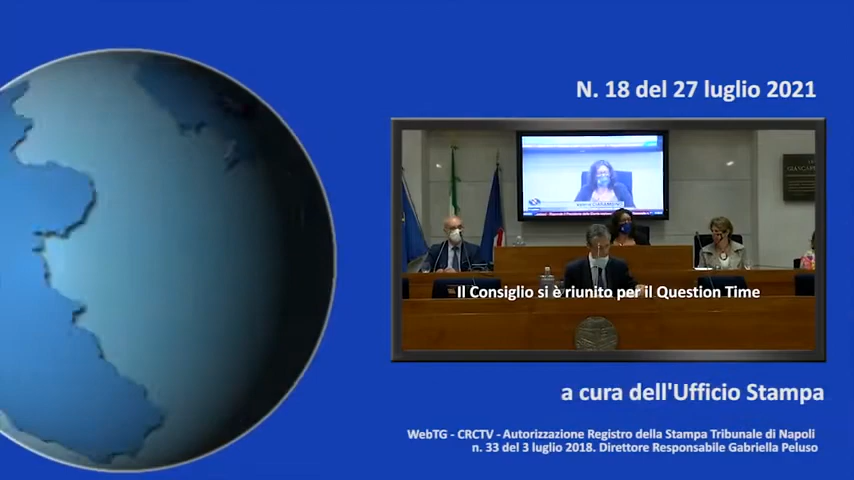 N. 18 del 27 luglio 2021
Il Consiglio si è riunito per il Question Time
a cura dell'Ufficio Stampa
WebTG - CRCTV - Autorizzazione Registro della Stampa Tribunale di Napoli
n. 33 del 3 luglio 2018. Direttore Responsabile Gabriella Peluso